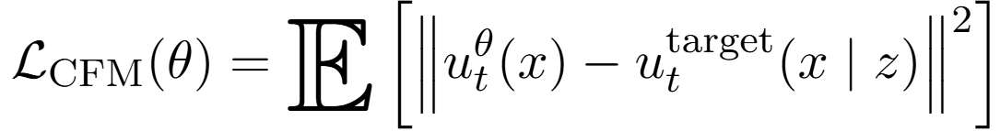 ℒ_CFM(θ) = 𝔼 [‖u_t^θ(x) − u_t^target(x | z)‖²]